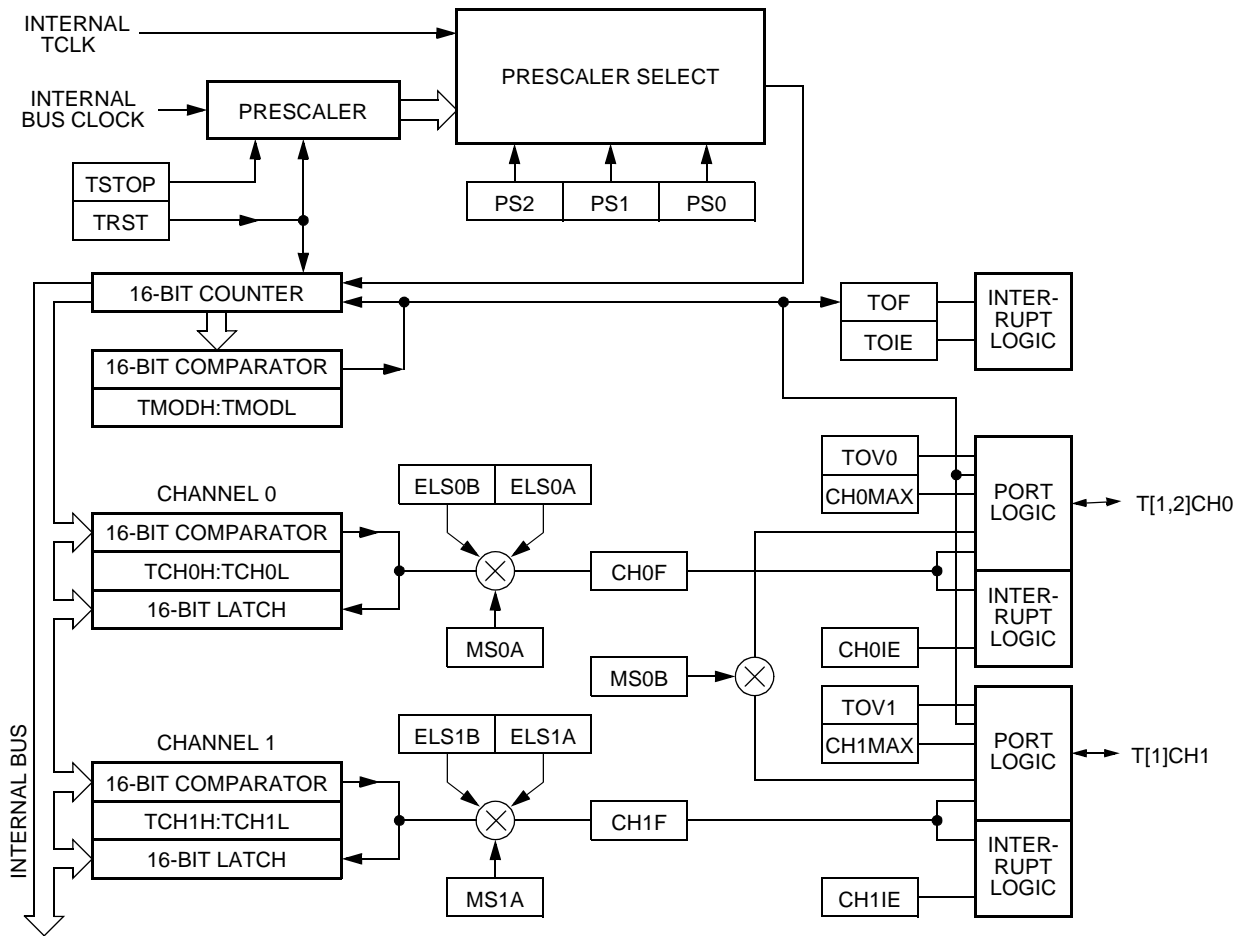 INTERNAL
TCLK
PRESCALER SELECT
INTERNAL
BUS CLOCK
PRESCALER
TSTOP
TRST
PS2
PS1
PS0
16-BIT COUNTER
TOF
TOIE
INTER-
RUPT
LOGIC
16-BIT COMPARATOR
TMODH:TMODL
CHANNEL 0
ELS0B
ELS0A
TOV0
CH0MAX
PORT
LOGIC
T[1,2]CH0
16-BIT COMPARATOR
TCH0H:TCH0L
16-BIT LATCH
CH0F
INTER-
RUPT
LOGIC
MS0A
CH0IE
MS0B
CHANNEL 1
ELS1B
ELS1A
TOV1
CH1MAX
PORT
LOGIC
T[1]CH1
16-BIT COMPARATOR
TCH1H:TCH1L
16-BIT LATCH
CH1F
INTER-
RUPT
LOGIC
MS1A
CH1IE
INTERNAL BUS